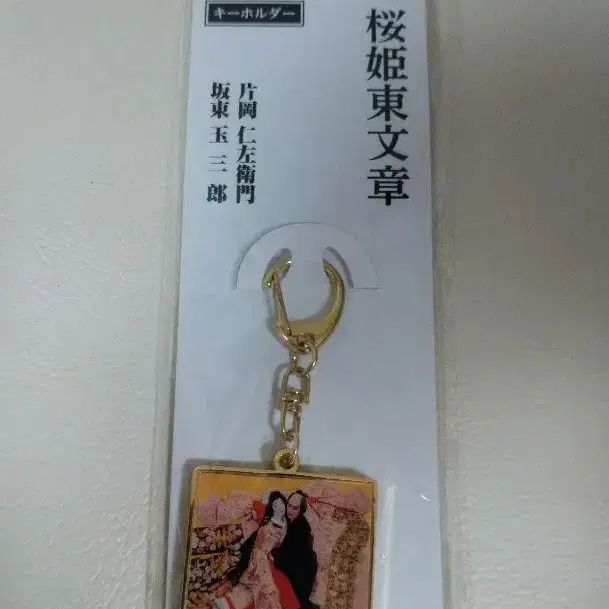 キーホルダー
桜姫東文章
片岡 仁左衛門
坂東 玉三郎